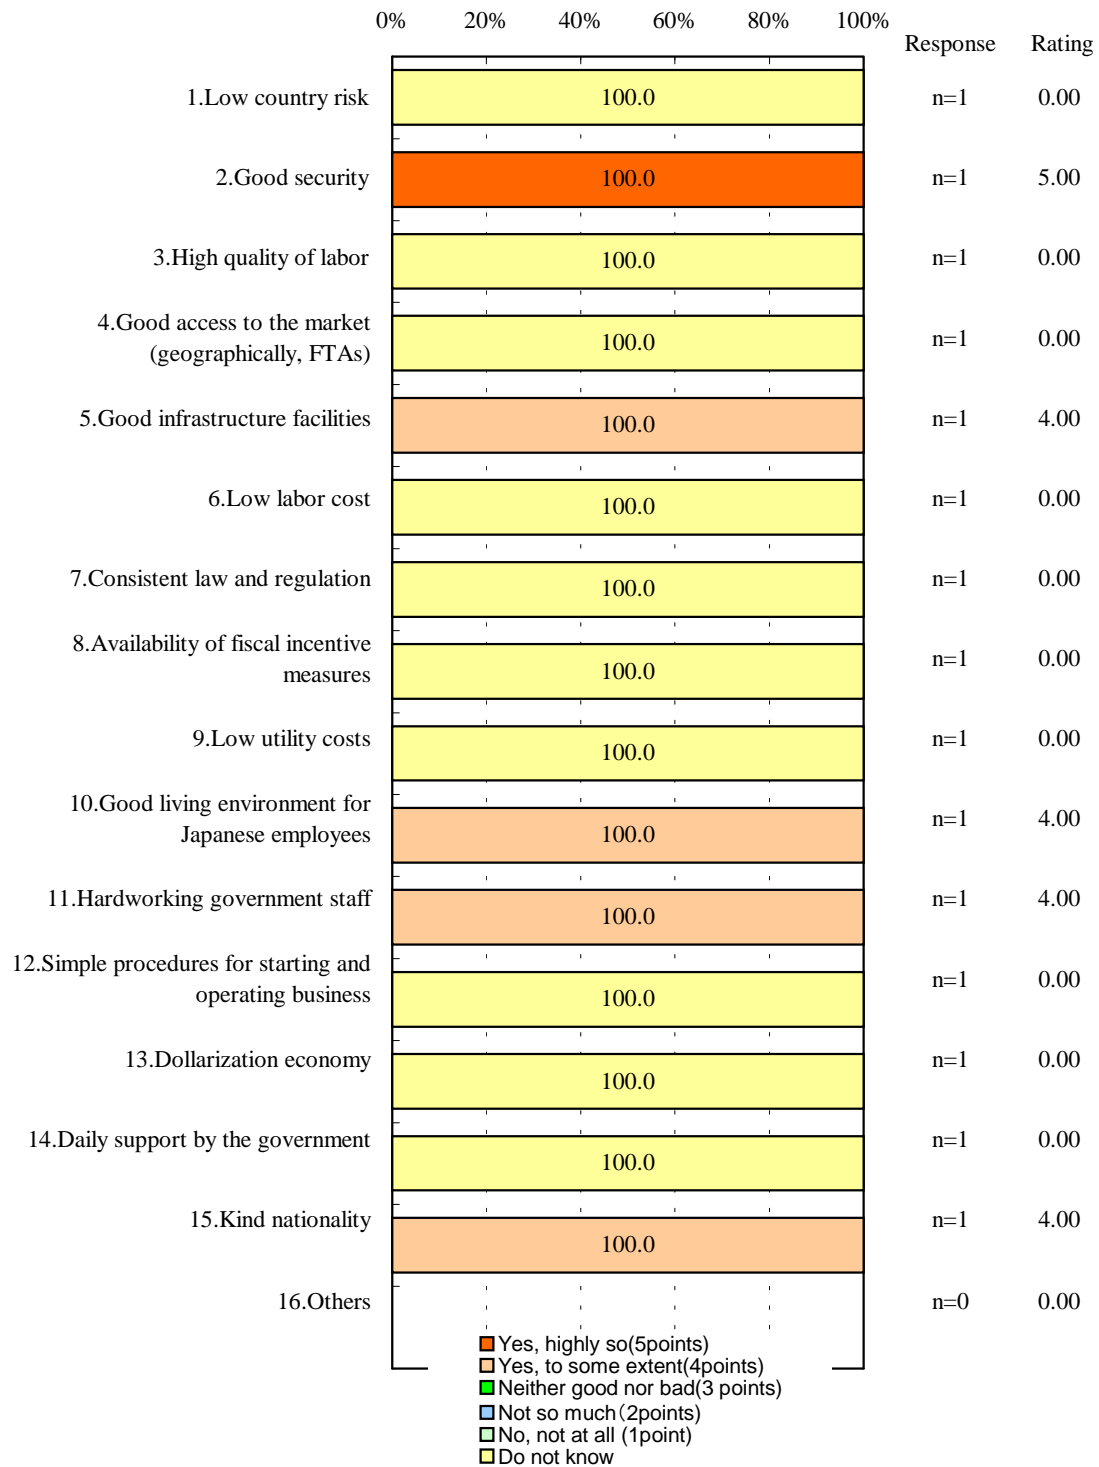 0% 20% 40% 60% 80% 100%
Response Rating
1.Low country risk 100.0 n=1 0.00
2.Good security 100.0 n=1 5.00
3.High quality of labor 100.0 n=1 0.00
4.Good access to the market
(geographically, FTAs) 100.0 n=1 0.00
5.Good infrastructure facilities 100.0 n=1 4.00
6.Low labor cost 100.0 n=1 0.00
7.Consistent law and regulation 100.0 n=1 0.00
8.Availability of fiscal incentive
measures 100.0 n=1 0.00
9.Low utility costs 100.0 n=1 0.00
10.Good living environment for
Japanese employees 100.0 n=1 4.00
11.Hardworking government staff 100.0 n=1 4.00
12.Simple procedures for starting and
operating business 100.0 n=1 0.00
13.Dollarization economy 100.0 n=1 0.00
14.Daily support by the government 100.0 n=1 0.00
15.Kind nationality 100.0 n=1 4.00
16.Others n=0 0.00
Yes, highly so(5points)
Yes, to some extent(4points)
Neither good nor bad(3 points)
Not so much(2points)
No, not at all (1point)
Do not know